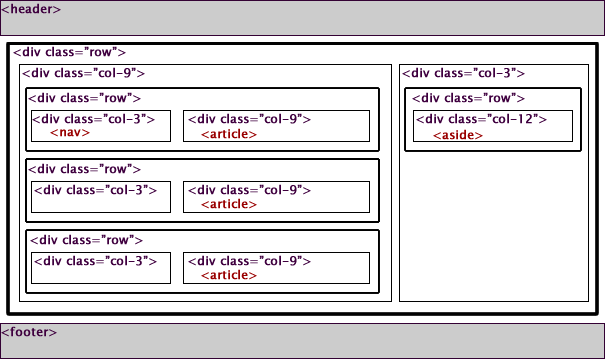 <header>
<div class="row">
<div class="col-9">
<div class="row">
<div class="col-3">
<nav>
<div class="col-9">
<article>
<div class="row">
<div class="col-3">
<div class="col-9">
<article>
<div class="row">
<div class="col-3">
<div class="col-9">
<article>
<div class="col-3">
<div class="row">
<div class="col-12">
<aside>
<footer>